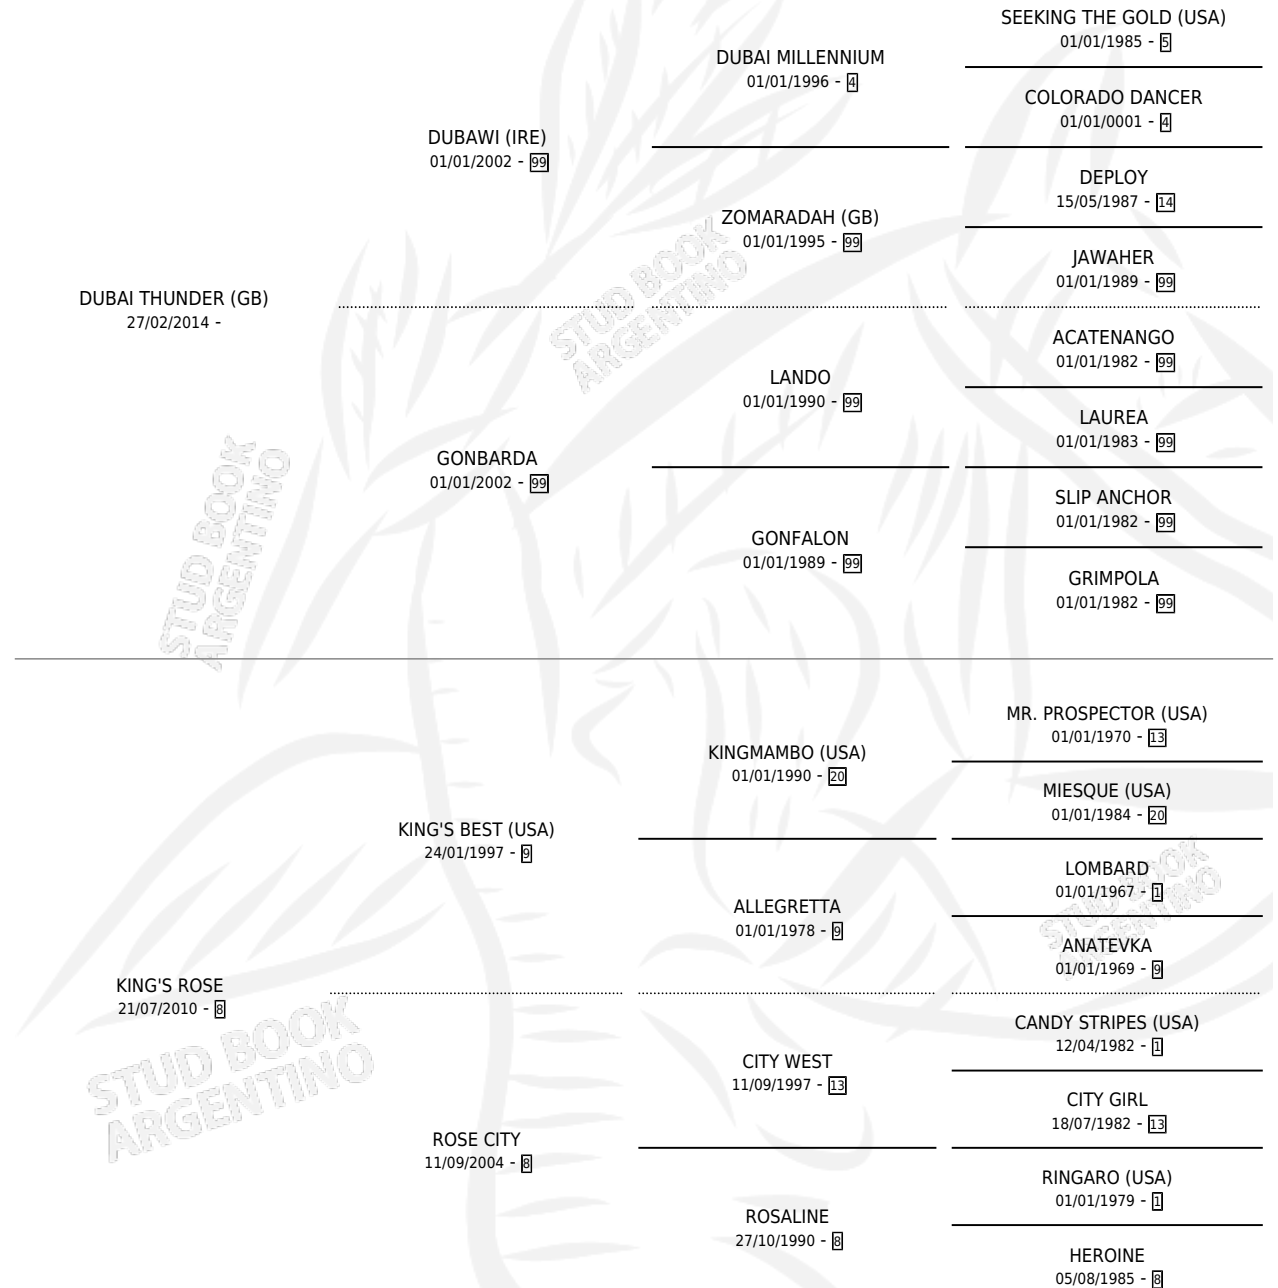 SEEKING THE GOLD (USA)
01/01/1985 - 5
DUBAI MILLENNIUM
01/01/1996 - 4
COLORADO DANCER
01/01/0001 - 4
DUBAWI (IRE)
01/01/2002 - 99
DEPLOY
15/05/1987 - 14
ZOMARADAH (GB)
01/01/1995 - 99
JAWAHER
01/01/1989 - 99
DUBAI THUNDER (GB)
27/02/2014 -
STUD BOOK
ARGENTINO
ACATENANGO
01/01/1982 - 99
LANDO
01/01/1990 - 99
LAUREA
01/01/1983 - 99
GONBARDA
01/01/2002 - 99
SLIP ANCHOR
01/01/1982 - 99
GONFALON
01/01/1989 - 99
GRIMPOLA
01/01/1982 - 99
STUD BOOK
ARGENTINO
MR. PROSPECTOR (USA)
01/01/1970 - 13
KINGMAMBO (USA)
01/01/1990 - 20
MIESQUE (USA)
01/01/1984 - 20
KING'S BEST (USA)
24/01/1997 - 9
LOMBARD
01/01/1967 - 1
ALLEGRETTA
01/01/1978 - 9
STUD BOOK
ARGENTINO
ANATEVKA
01/01/1969 - 9
KING'S ROSE
21/07/2010 - 8
CANDY STRIPES (USA)
12/04/1982 - 1
CITY WEST
11/09/1997 - 13
STUD BOOK
ARGENTINO
CITY GIRL
18/07/1982 - 13
ROSE CITY
11/09/2004 - 8
RINGARO (USA)
01/01/1979 - 1
ROSALINE
27/10/1990 - 8
HEROINE
05/08/1985 - 8